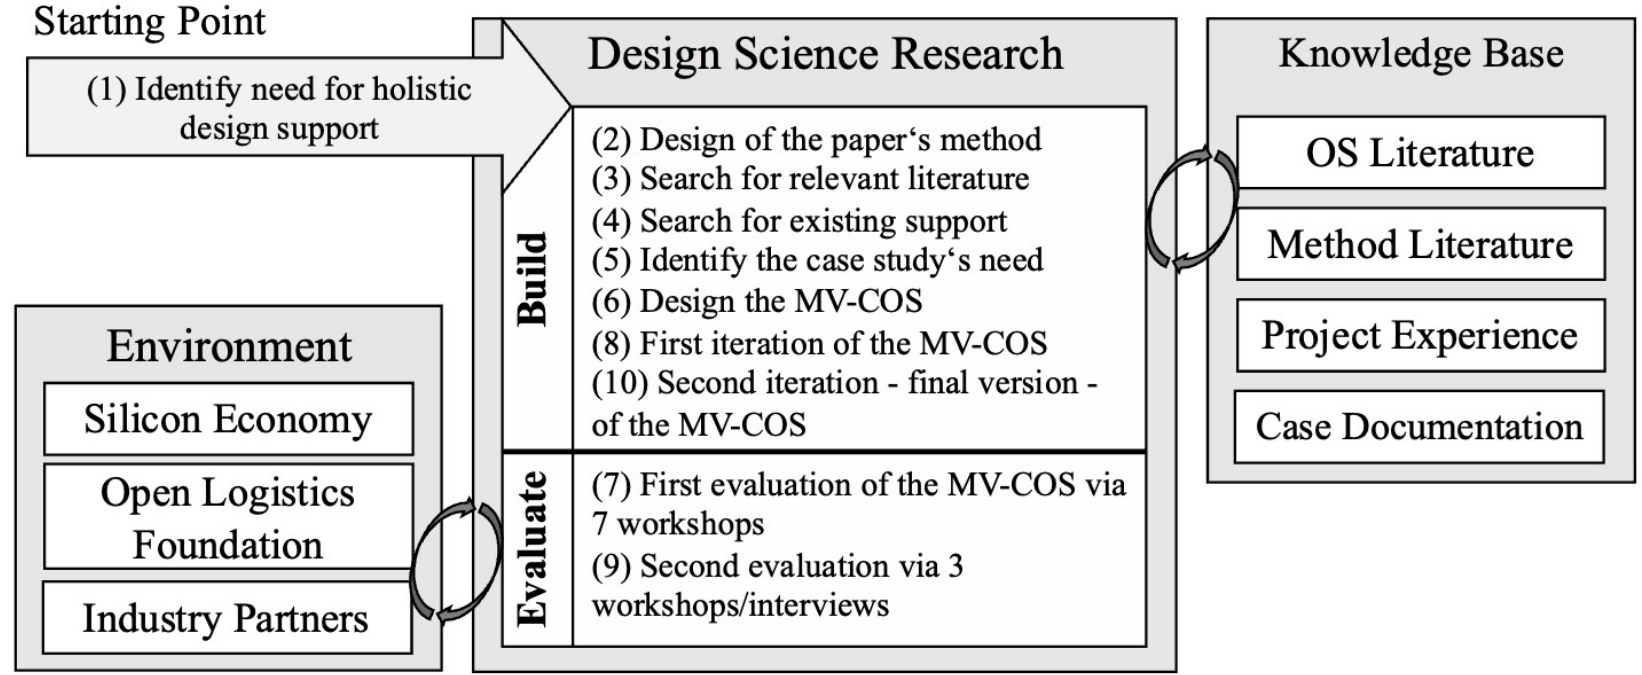 Starting Point
(1) Identify need for holistic
design support
Design Science Research
Build
(2) Design of the paper‘s method
(3) Search for relevant literature
(4) Search for existing support
(5) Identify the case study‘s need
(6) Design the MV-COS
(8) First iteration of the MV-COS
(10) Second iteration - final version -
of the MV-COS
Evaluate
(7) First evaluation of the MV-COS via
7 workshops
(9) Second evaluation via 3
workshops/interviews
Environment
Silicon Economy
Open Logistics
Foundation
Industry Partners
Knowledge Base
OS Literature
Method Literature
Project Experience
Case Documentation